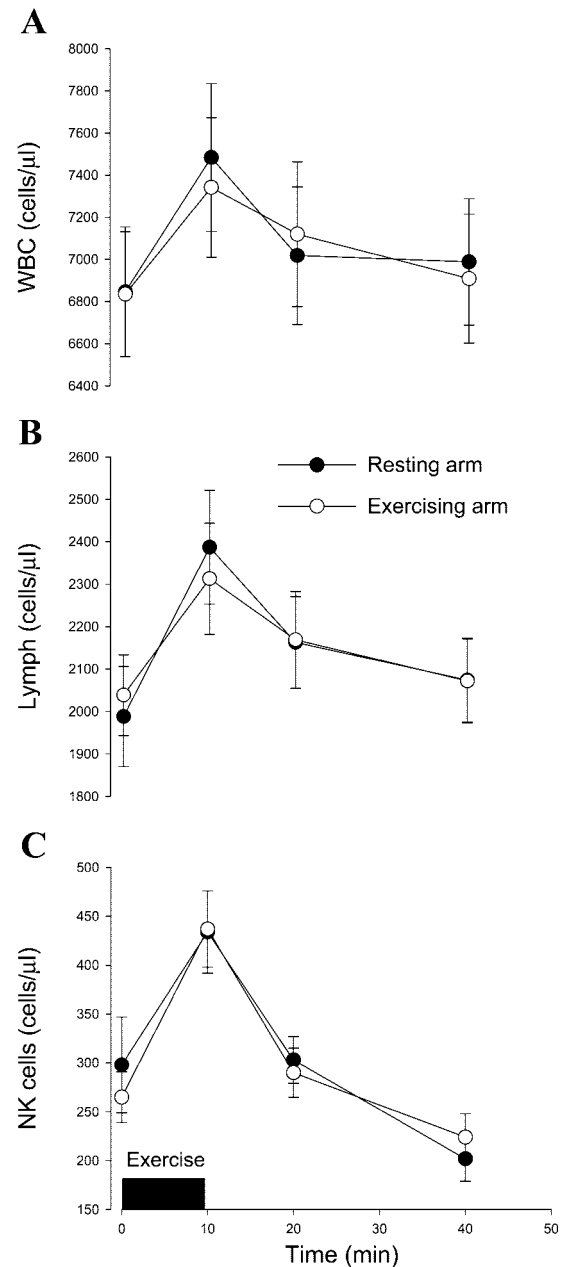 A
8000
7800
7600
7400
7200
7000
6800
6600
6400
WBC (cells/µl)
B
2600
2500
2400
2300
2200
2100
2000
1900
1800
Lymph (cells/µl)
Resting arm
Exercising arm
C
500
450
400
350
300
250
200
150
NK cells (cells/µl)
Exercise
0 10 20 30 40 50
Time (min)